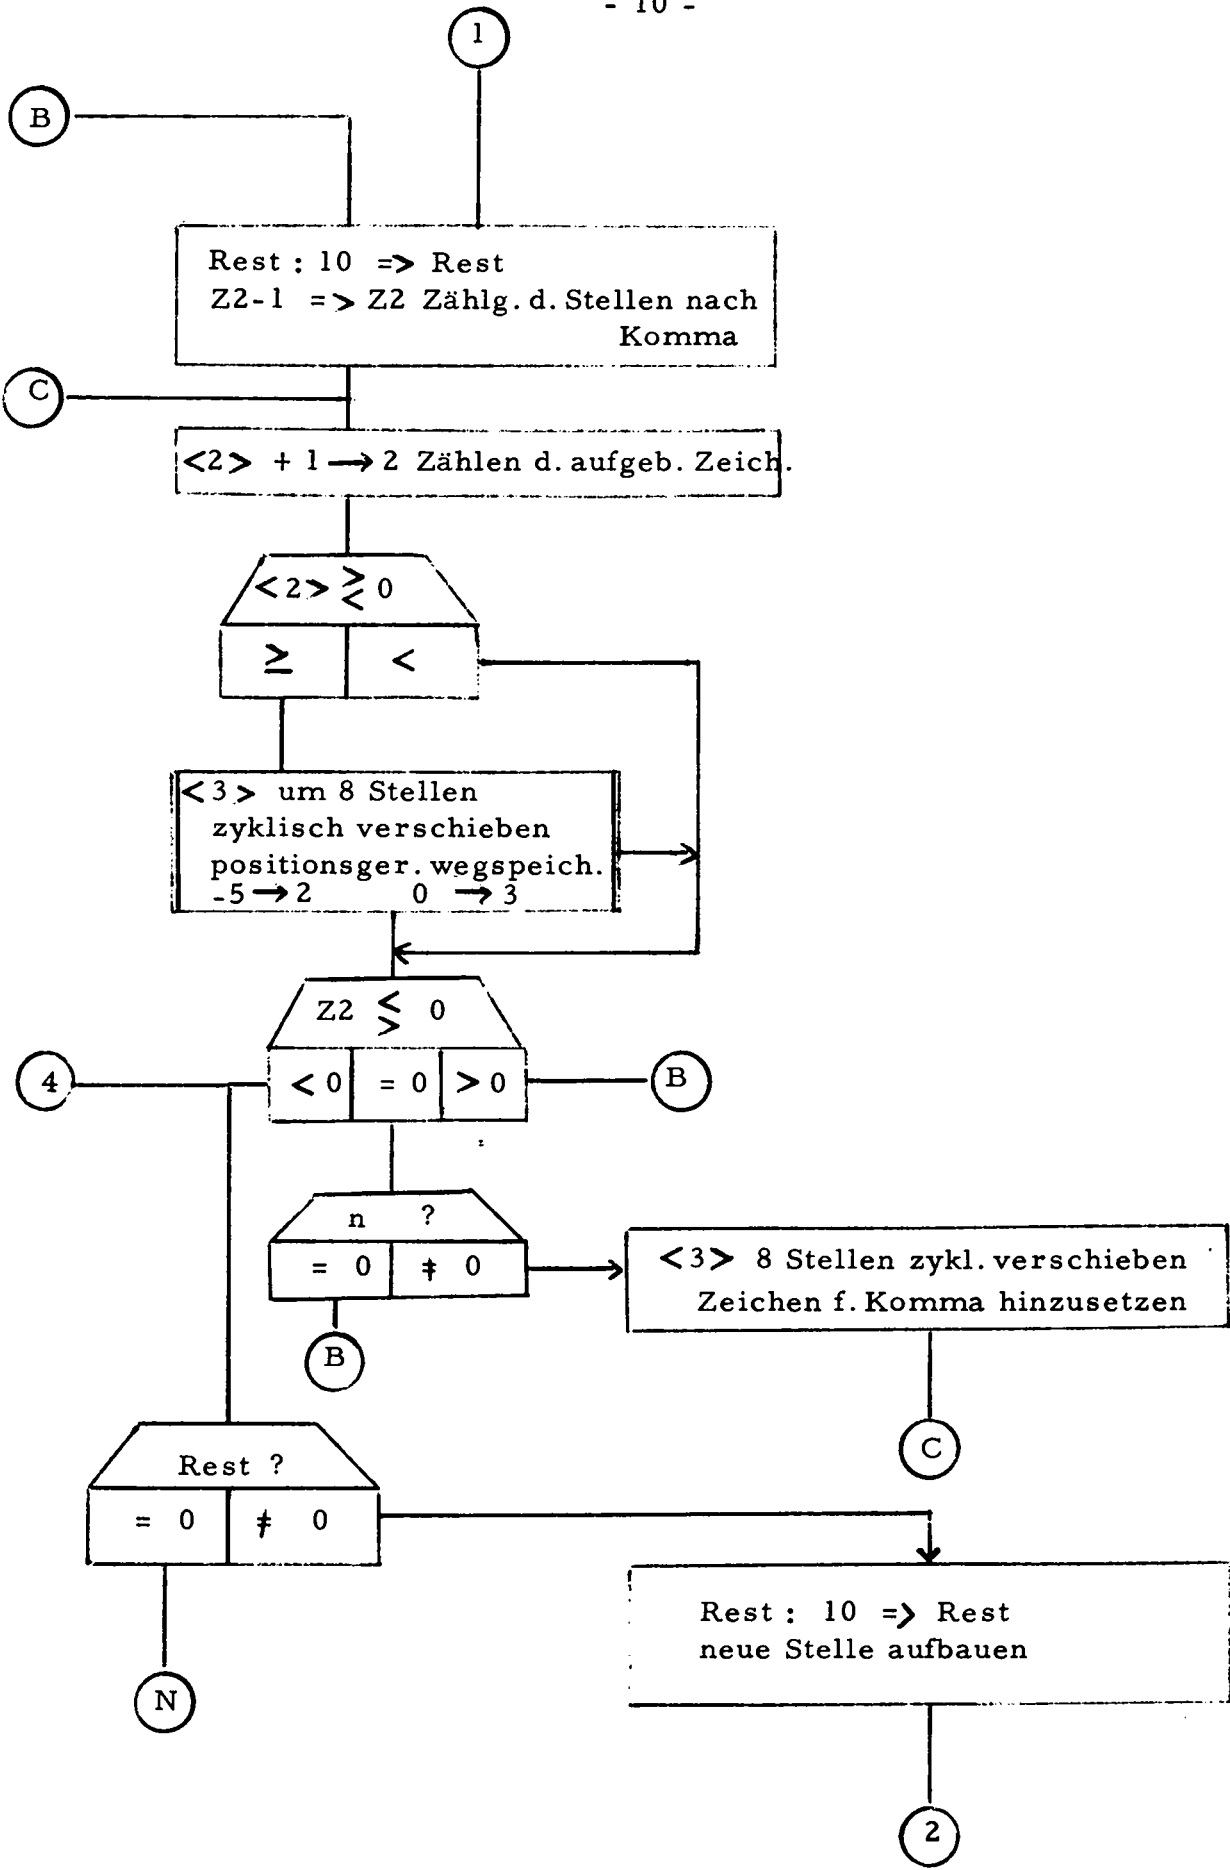 - 10 -
1
B
Rest : 10 => Rest
Z2-1 => Z2 Zählg. d. Stellen nach
Komma
C
<2> + 1 → 2 Zählen d. aufgeb. Zeich.
<2> ≷ 0
≥ <
<3> um 8 Stellen
zyklisch verschieben
positionsger. wegspeich.
-5 → 2 0 → 3
Z2 ≶ 0
4 < 0 = 0 > 0 B
n ?
= 0 ≠ 0
<3> 8 Stellen zykl. verschieben
Zeichen f. Komma hinzusetzen
B
C
Rest ?
= 0 ≠ 0
Rest : 10 => Rest
neue Stelle aufbauen
N
2